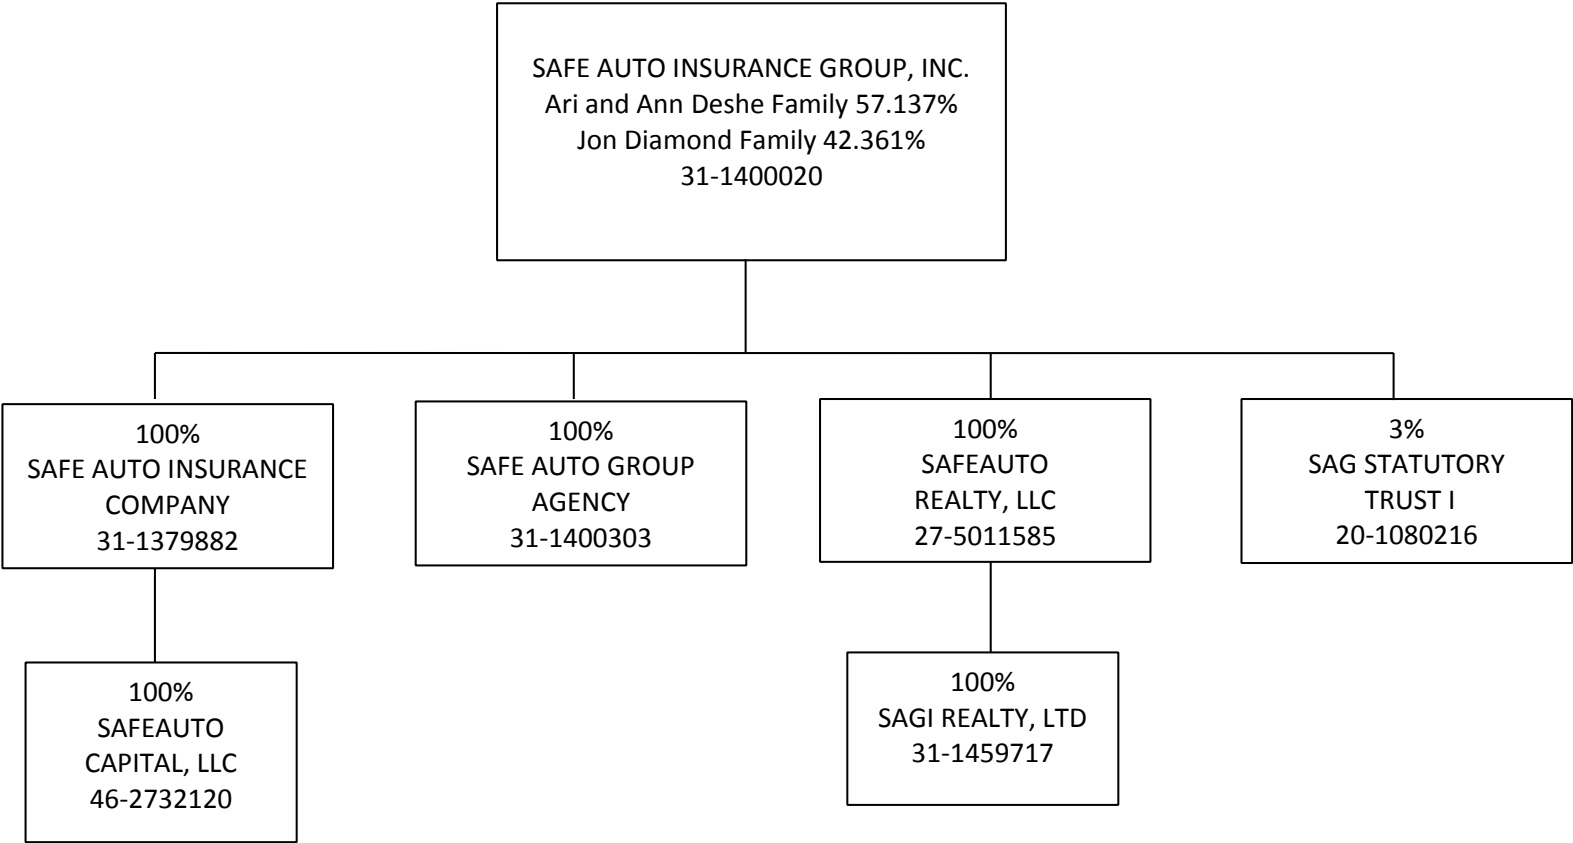 SAFE AUTO INSURANCE GROUP, INC.
Ari and Ann Deshe Family 57.137%
Jon Diamond Family 42.361%
31-1400020
100%
SAFE AUTO INSURANCE
COMPANY
31-1379882
100%
SAFE AUTO GROUP
AGENCY
31-1400303
100%
SAFEAUTO
REALTY, LLC
27-5011585
3%
SAG STATUTORY
TRUST I
20-1080216
100%
SAFEAUTO
CAPITAL, LLC
46-2732120
100%
SAGI REALTY, LTD
31-1459717